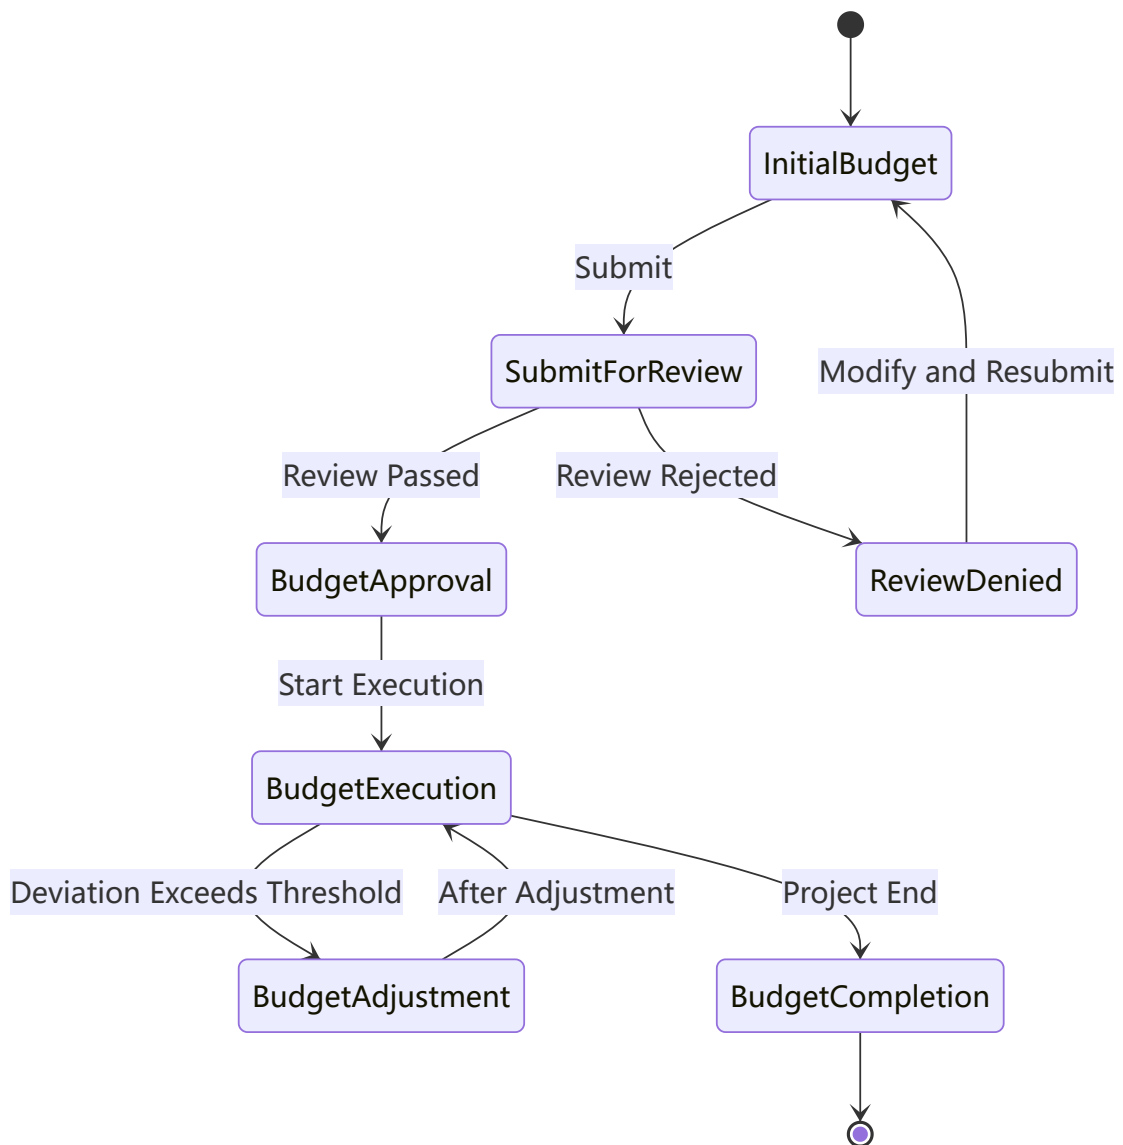 InitialBudget
Submit
SubmitForReview
Modify and Resubmit
Review Passed
Review Rejected
BudgetApproval
ReviewDenied
Start Execution
BudgetExecution
Deviation Exceeds Threshold
After Adjustment
Project End
BudgetAdjustment
BudgetCompletion